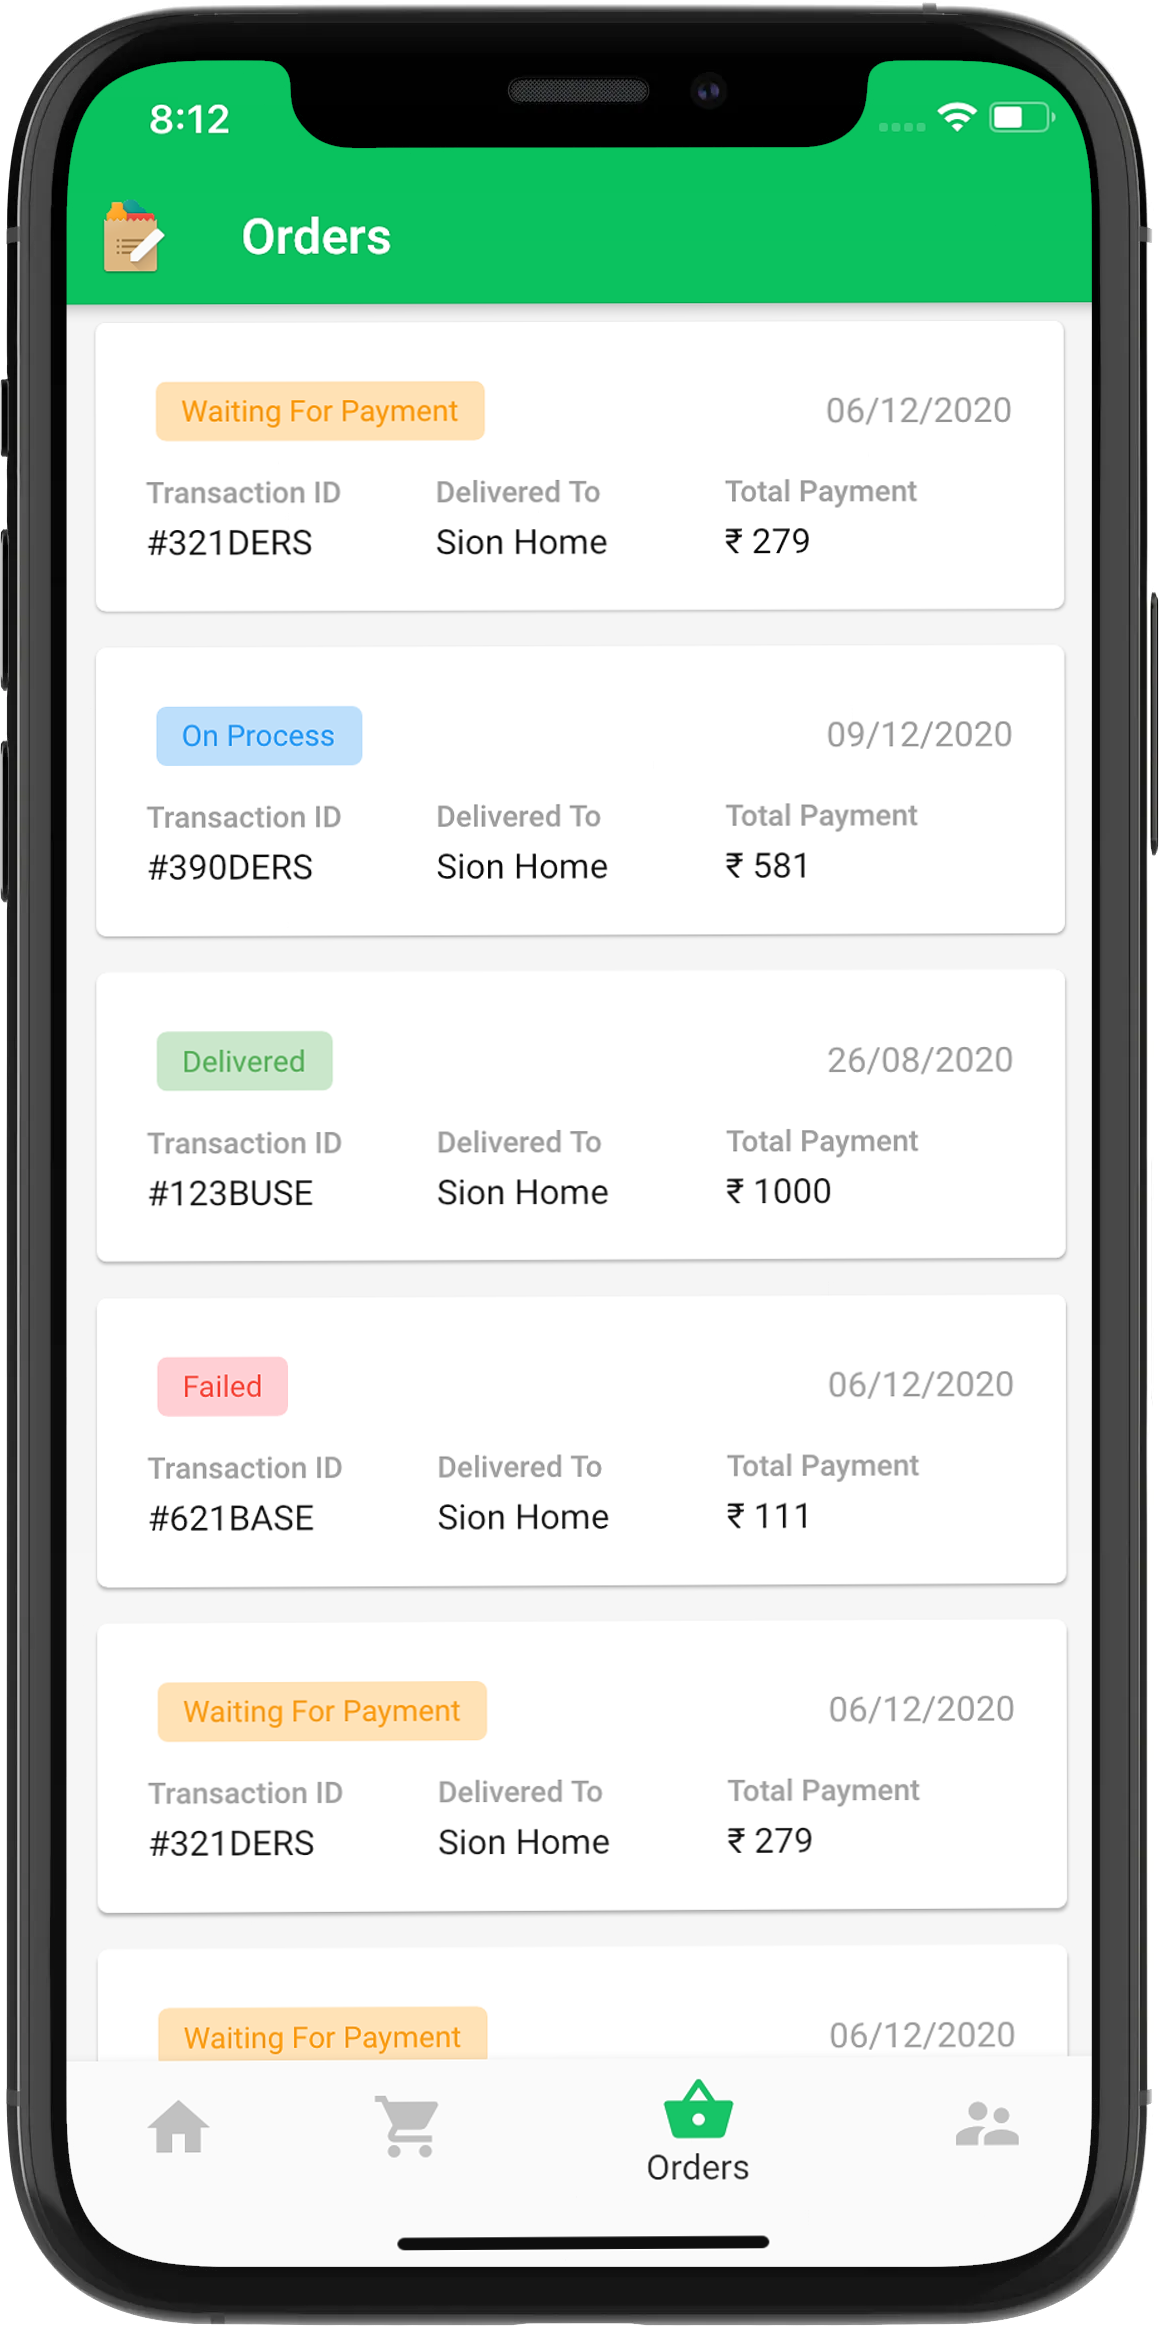 8:12
Orders
Waiting For Payment 06/12/2020
Transaction ID Delivered To Total Payment
#321DERS Sion Home ₹ 279
On Process 09/12/2020
Transaction ID Delivered To Total Payment
#390DERS Sion Home ₹ 581
Delivered 26/08/2020
Transaction ID Delivered To Total Payment
#123BUSE Sion Home ₹ 1000
Failed 06/12/2020
Transaction ID Delivered To Total Payment
#621BASE Sion Home ₹ 111
Waiting For Payment 06/12/2020
Transaction ID Delivered To Total Payment
#321DERS Sion Home ₹ 279
Waiting For Payment 06/12/2020
Orders